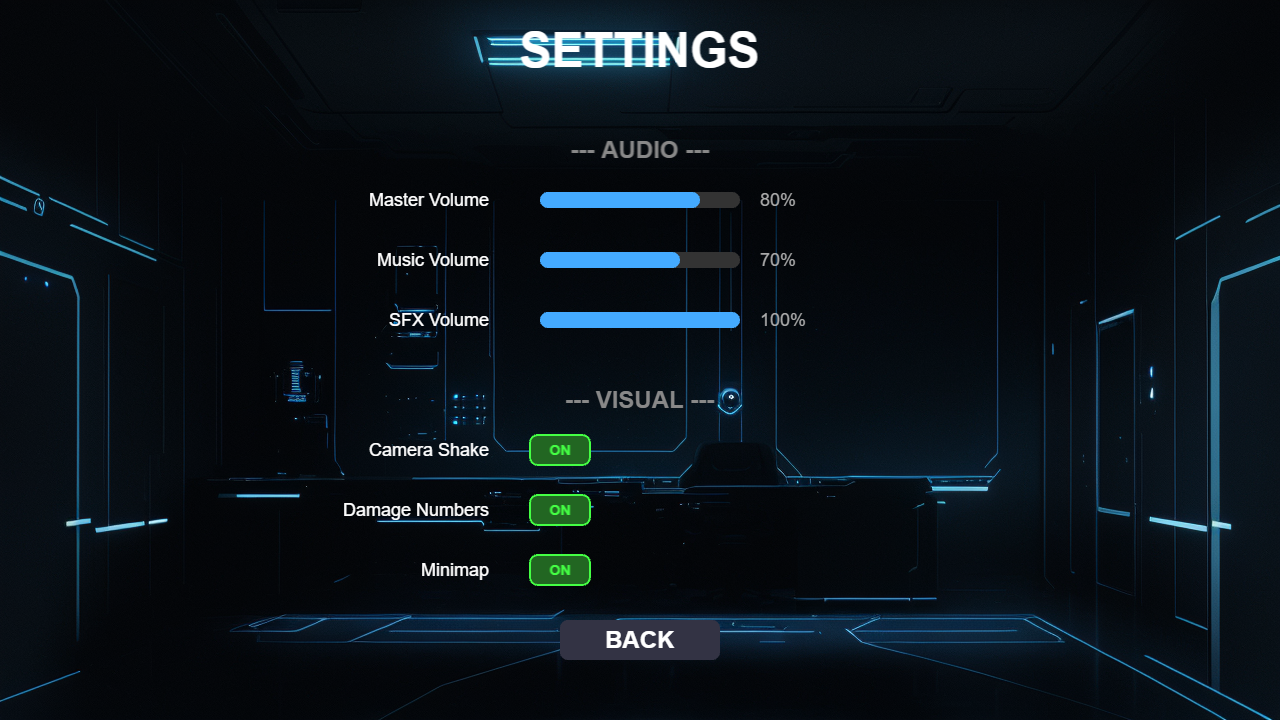 SETTINGS
--- AUDIO ---
Master Volume 80%
Music Volume 70%
SFX Volume 100%
--- VISUAL ---
Camera Shake ON
Damage Numbers ON
Minimap ON
BACK